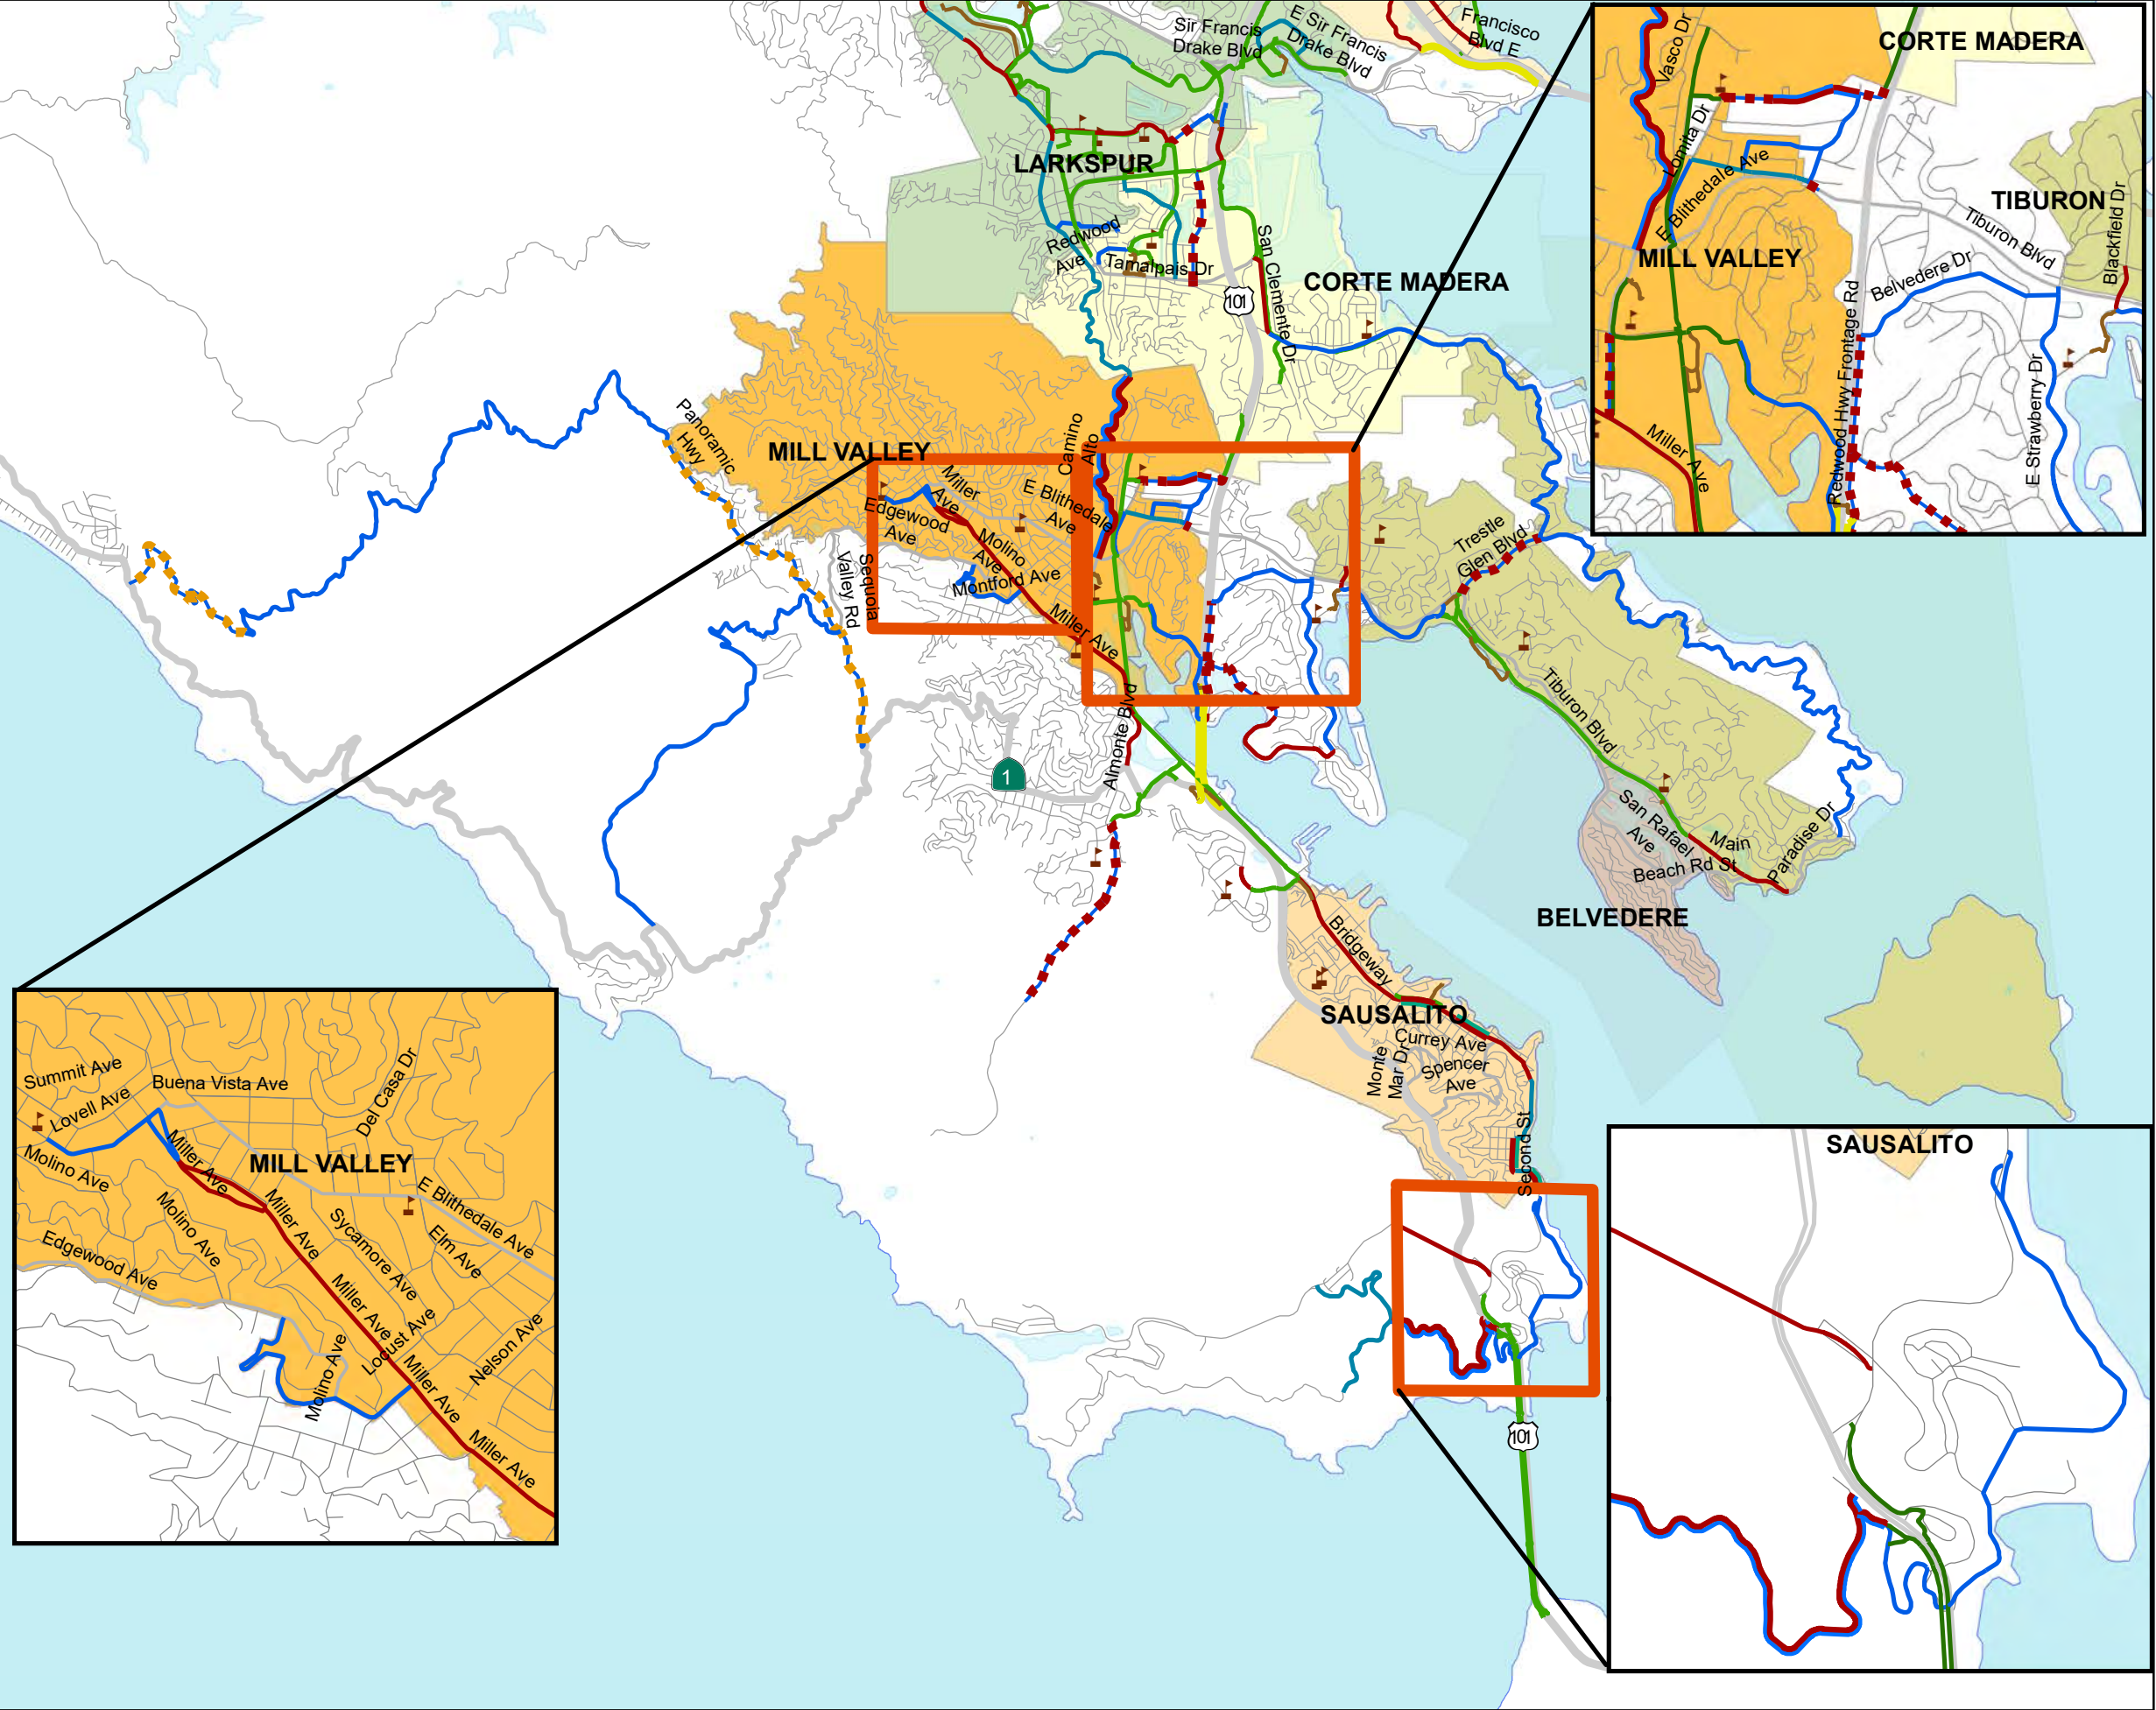 Sir Francis
Drake Blvd
E Sir Francis
Drake Blvd
Francisco
Blvd E
LARKSPUR
Redwood
Ave
Tamalpais Dr
San Clemente Dr
CORTE MADERA
101
Panoramic
Hwy
MILL VALLEY
Camino
Alto
Miller
Ave
E Blithedale
Ave
Edgewood
Ave
Molino
Ave
Montford Ave
Sequoia
Valley Rd
Miller Ave
Almonte Blvd
1
Trestle
Glen Blvd
Tiburon Blvd
San Rafael
Ave
Main
St
Beach Rd
Paradise Dr
BELVEDERE
Bridgeway
SAUSALITO
Currey Ave
Monte
Mar Dr
Spencer
Ave
Second St
101
Vasco Dr
CORTE MADERA
Lomita Dr
E Blithedale Ave
TIBURON
Blackfield Dr
Tiburon Blvd
MILL VALLEY
Belvedere Dr
Redwood Hwy Frontage Rd
E Strawberry Dr
Miller Ave
Summit Ave
Buena Vista Ave
Lovell Ave
Del Casa Dr
Miller Ave
MILL VALLEY
Molino Ave
Molino Ave
Miller Ave
E Blithedale Ave
Sycamore Ave
Elm Ave
Edgewood Ave
Miller Ave
Locust Ave
Nelson Ave
Molino Ave
Miller Ave
Miller Ave
SAUSALITO